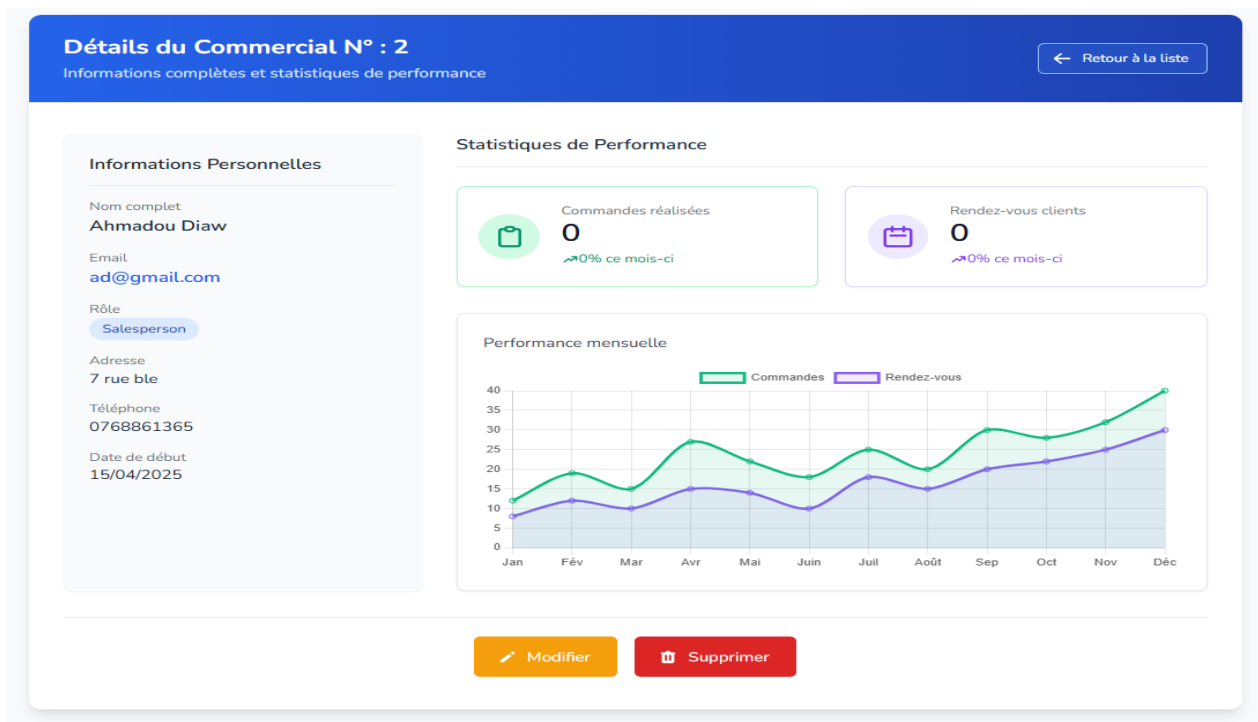 Détails du Commercial N° : 2
Informations complètes et statistiques de performance
Retour à la liste
Informations Personnelles
Nom complet
Ahmadou Diaw
Email
ad@gmail.com
Rôle
Salesperson
Adresse
7 rue ble
Téléphone
0768861365
Date de début
15/04/2025
Statistiques de Performance
Commandes réalisées
0
0% ce mois-ci
Rendez-vous clients
0
0% ce mois-ci
Performance mensuelle
Commandes Rendez-vous
40
35
30
25
20
15
10
5
0
Jan Fév Mar Avr Mai Juin Juil Août Sep Oct Nov Déc
Modifier
Supprimer